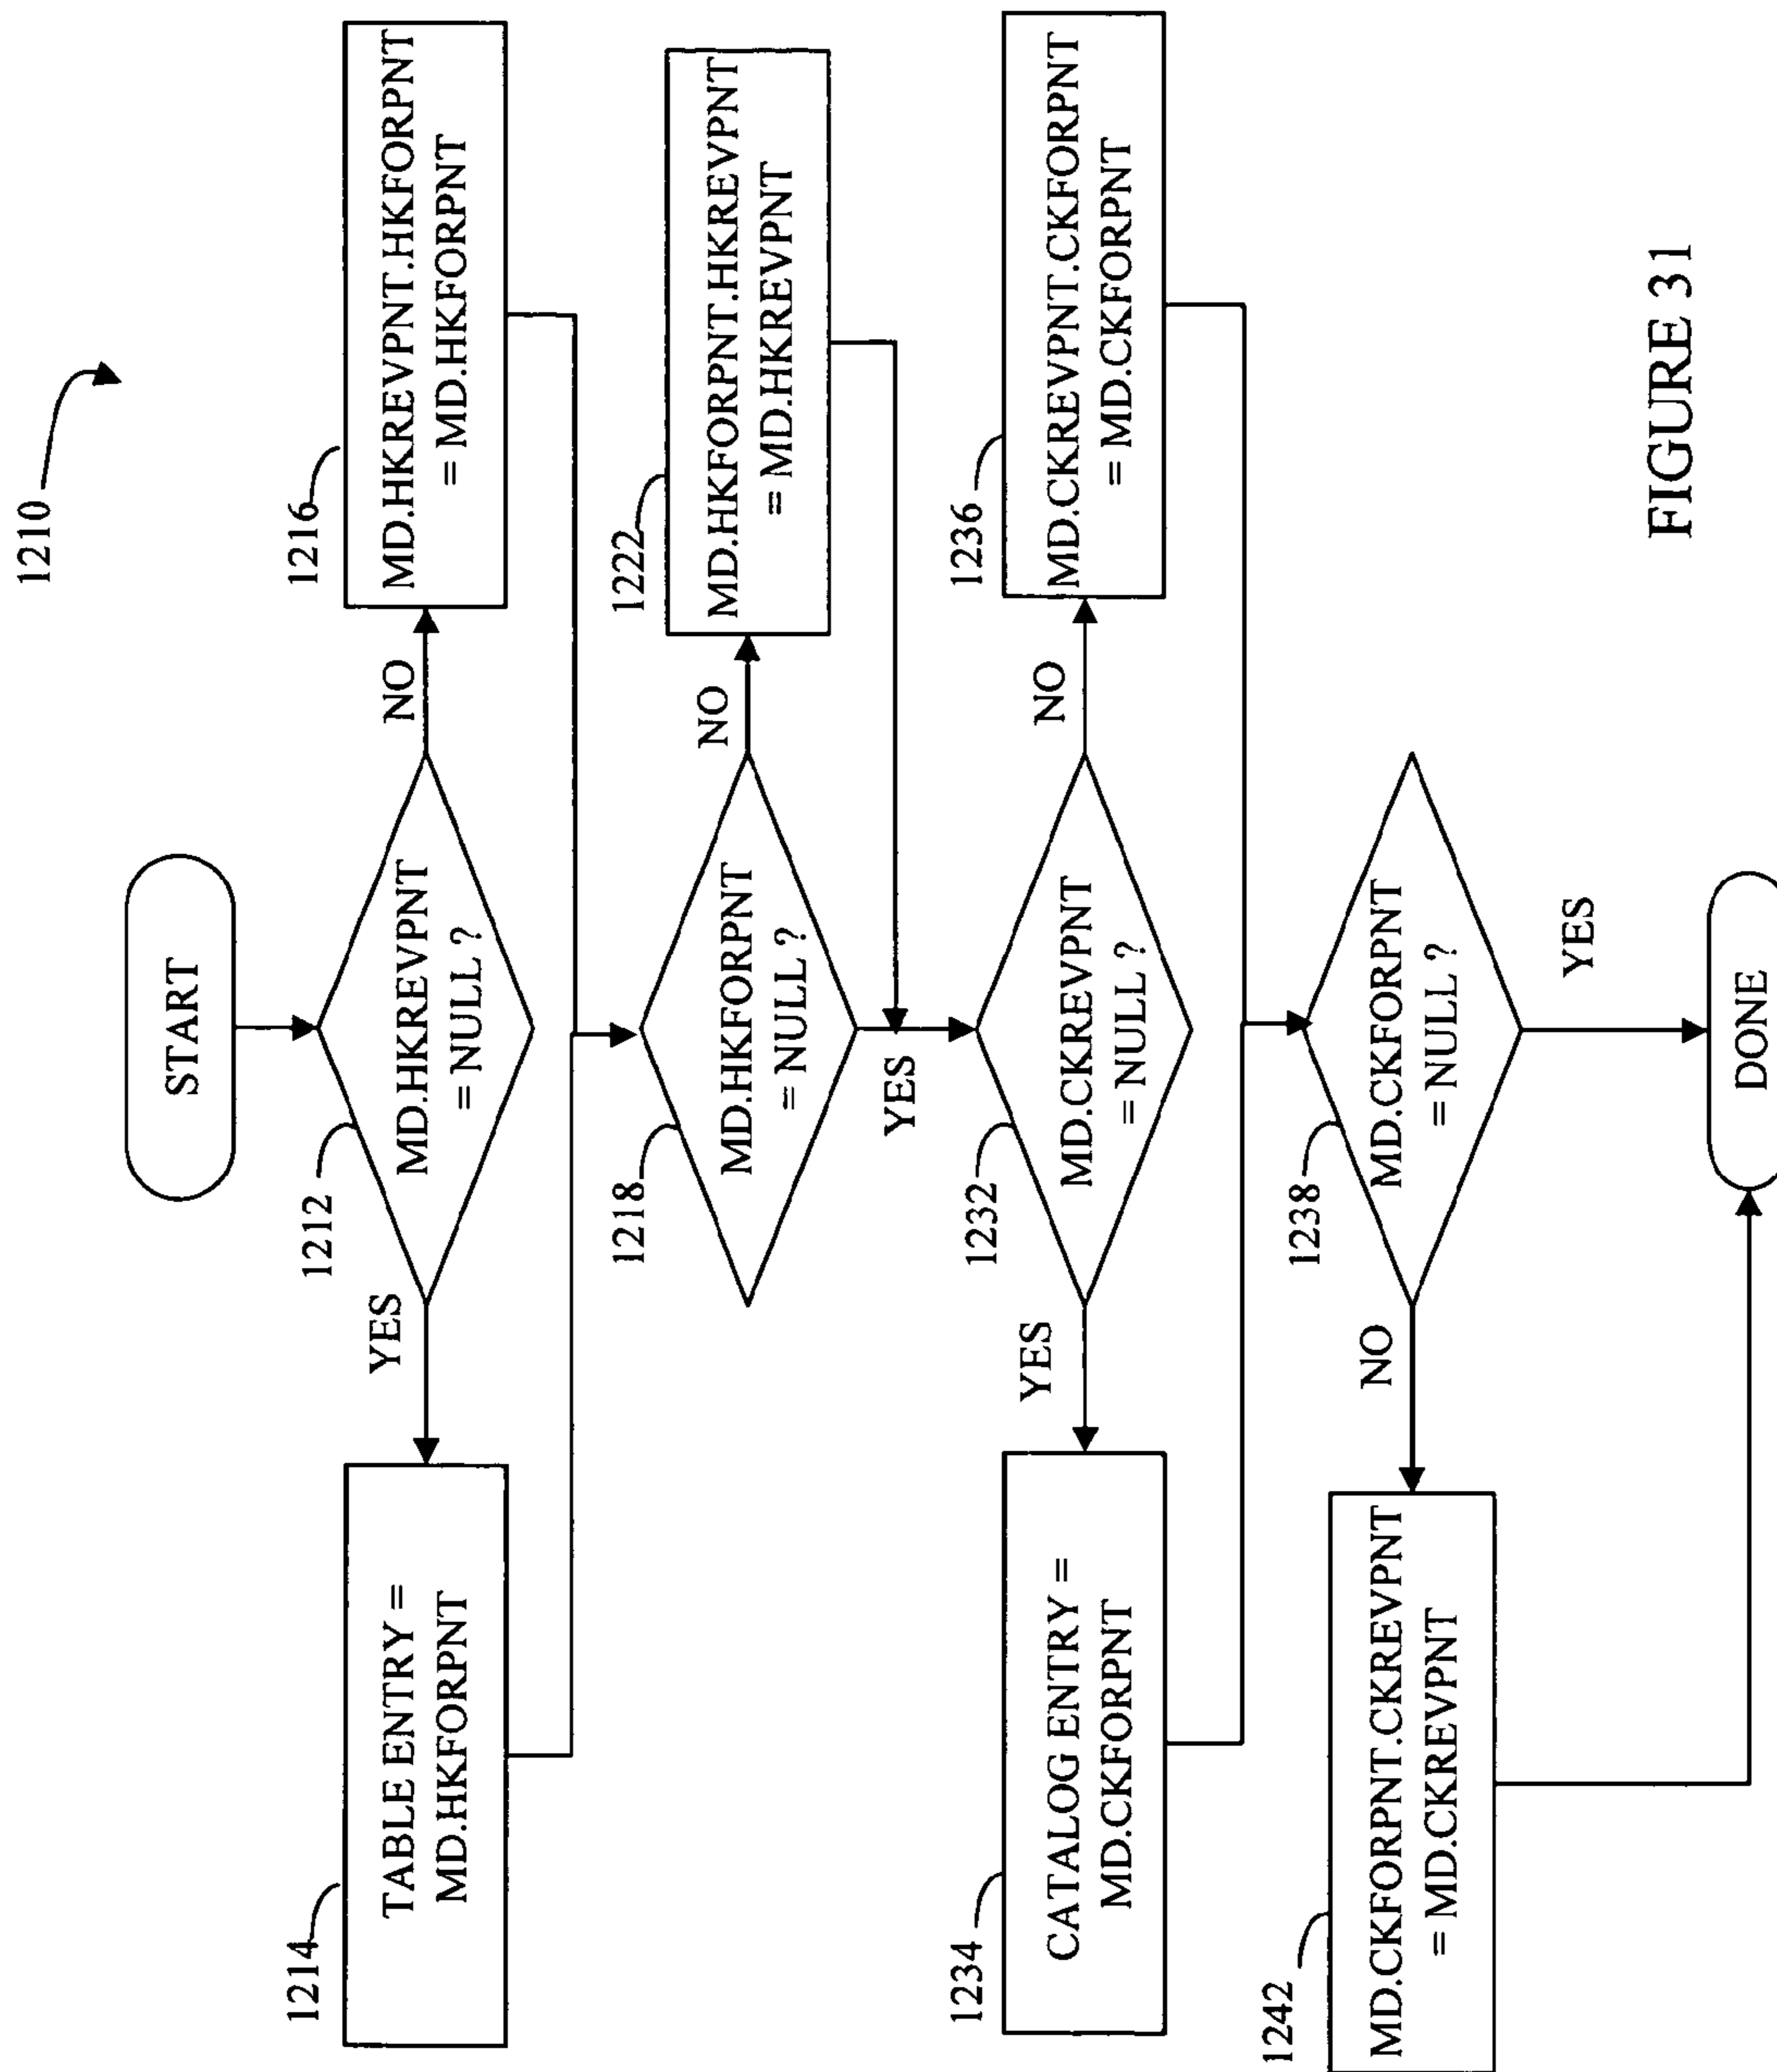 1210
START
1212
MD.HKREVPNT
= NULL ?
YES
NO
1214
TABLE ENTRY =
MD.HKFORPNT
1216
MD.HKREVPNT.HKFORPNT
= MD.HKFORPNT
1218
MD.HKFORPNT
= NULL ?
NO
1222
MD.HKFORPNT.HKREVPNT
= MD.HKREVPNT
YES
1232
MD.CKREVPNT
= NULL ?
YES
NO
1234
CATALOG ENTRY =
MD.CKFORPNT
1236
MD.CKREVPNT.CKFORPNT
= MD.CKFORPNT
1238
MD.CKFORPNT
= NULL ?
NO
YES
1242
MD.CKFORPNT.CKREVPNT
= MD.CKREVPNT
DONE
FIGURE 31